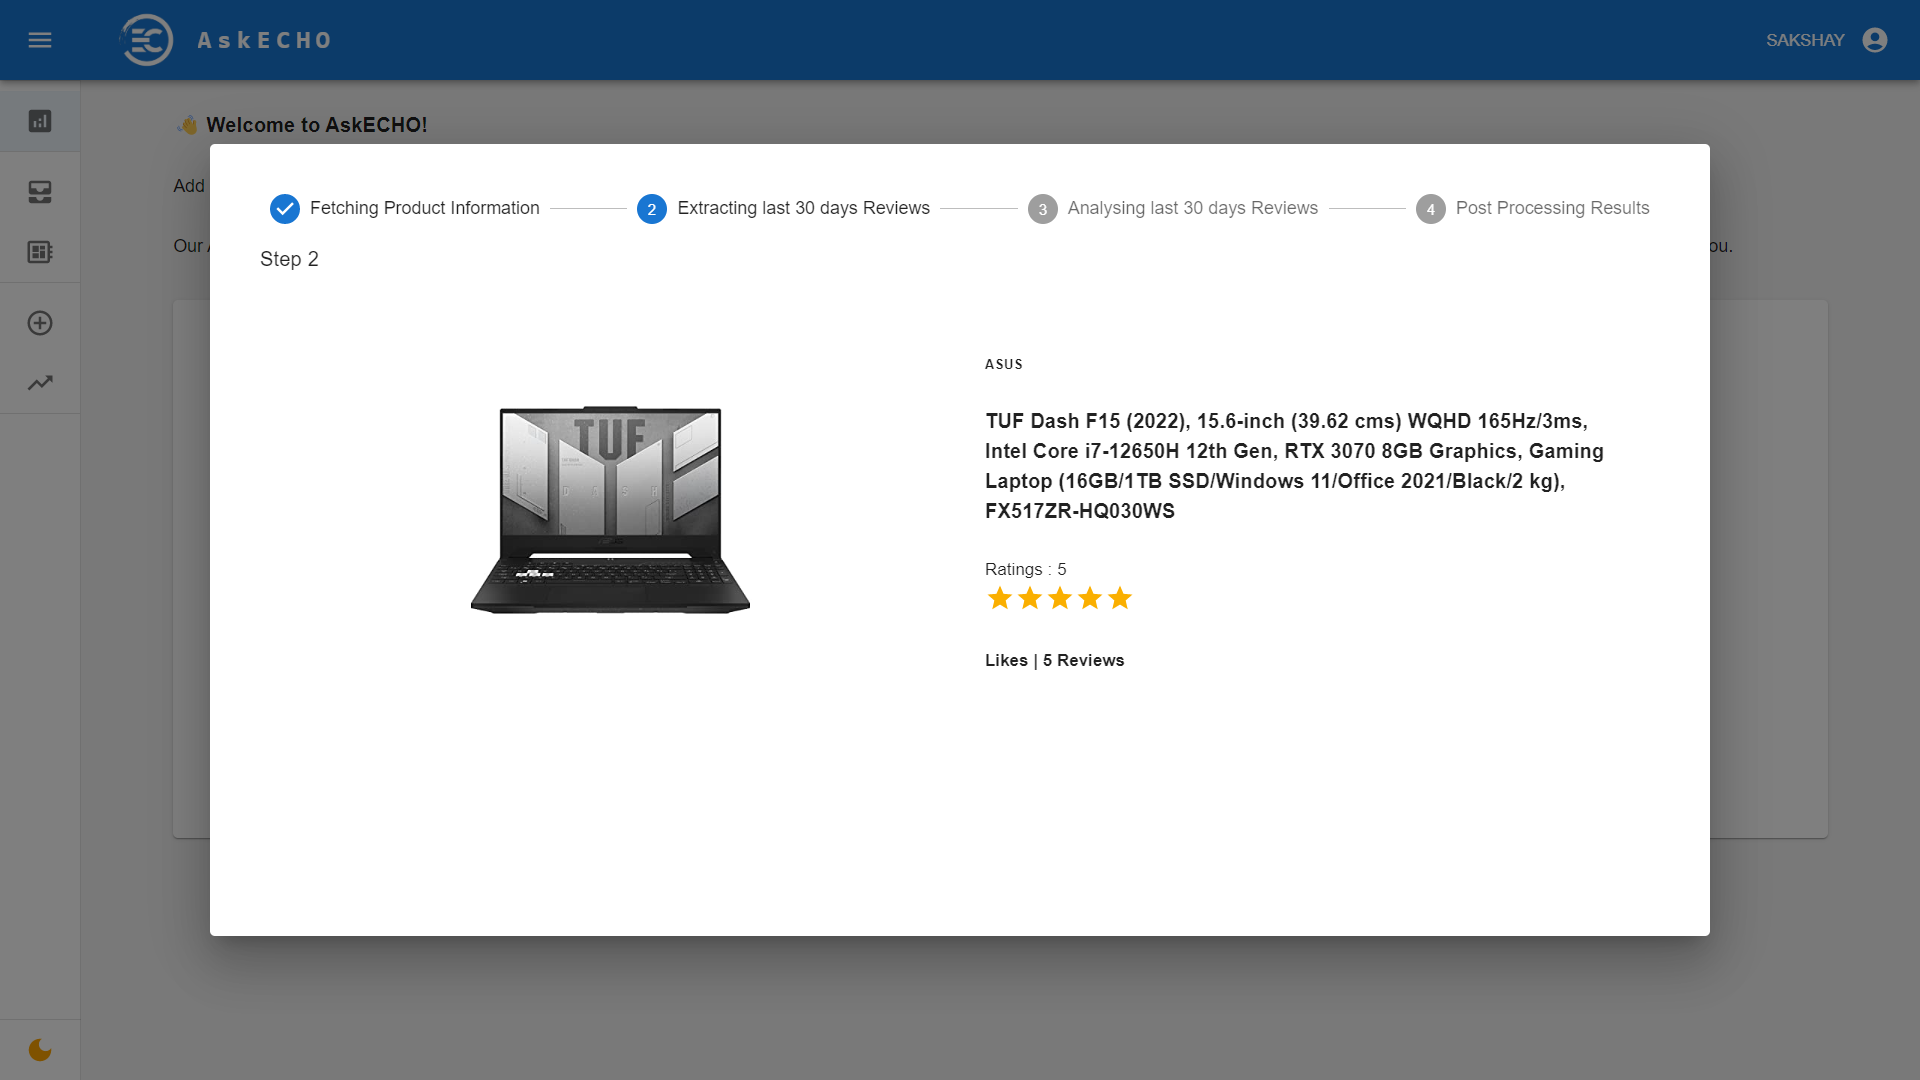 AskECHO
SAKSHAY
👋 Welcome to AskECHO!
Add
Our
ou.
Fetching Product Information
2 Extracting last 30 days Reviews
3 Analysing last 30 days Reviews
4 Post Processing Results
Step 2
TUF
DASH
ASUS
TUF Dash F15 (2022), 15.6-inch (39.62 cms) WQHD 165Hz/3ms,
Intel Core i7-12650H 12th Gen, RTX 3070 8GB Graphics, Gaming
Laptop (16GB/1TB SSD/Windows 11/Office 2021/Black/2 kg),
FX517ZR-HQ030WS
Ratings : 5
Likes | 5 Reviews